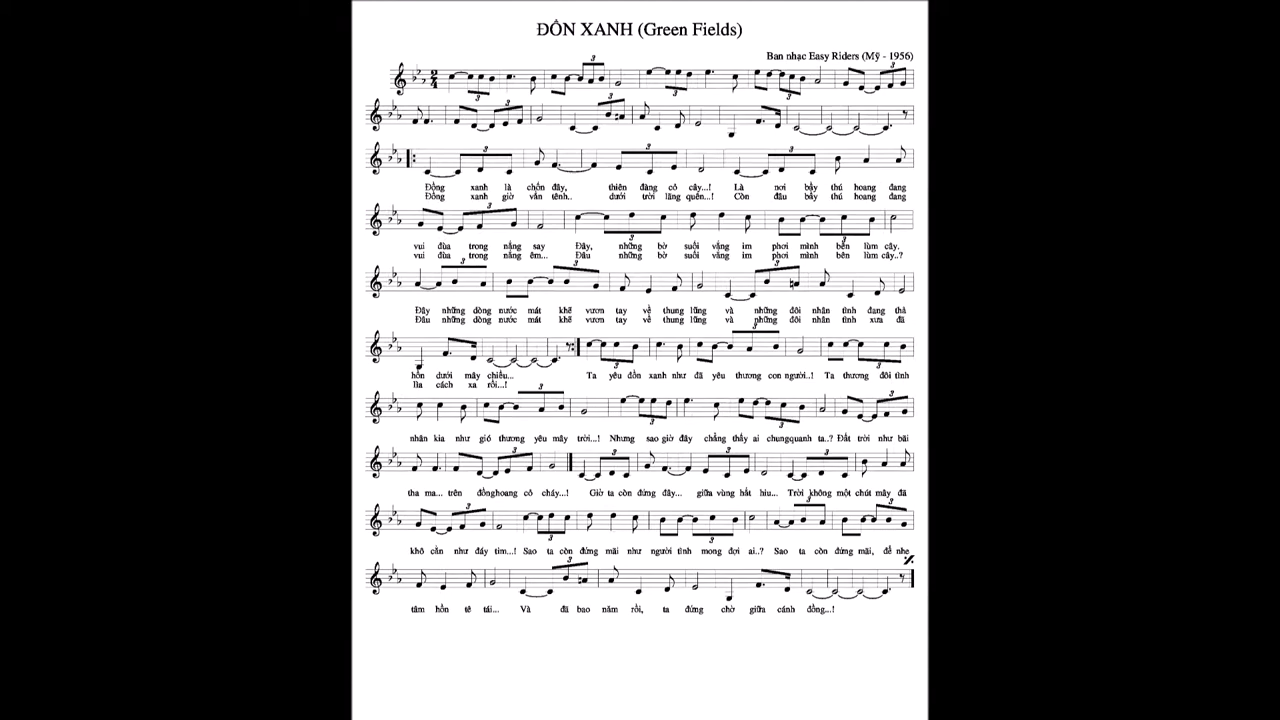 ĐỒN XANH (Green Fields)
Ban nhạc Easy Riders (Mỹ - 1956)
Đồng xanh là chốn đây, thiên đàng cỏ cây...! Là nơi bầy thú hoang đang
Đồng xanh giờ vắn tênh.. dưới trời lãng quên...! Còn đâu bầy thú hoang đang
vui đùa trong nắng say Đây, những bờ suối vắng im phơi mình bên lùm cây.
vui đùa trong nắng êm... Đâu những bờ suối vắng im phơi mình bên lùm cây..?
Đây những dòng nước mát khẽ vươn tay về thung lũng và những đôi nhân tình đang thả
Đâu những dòng nước mát khẽ vươn tay về thung lũng và những đôi nhân tình xưa đã
hồn dưới mây chiều... Ta yêu đồn xanh như đã yêu thương con người..! Ta thương đôi tình
lìa cách xa rồi...!
nhân kia như gió thương yêu mây trời...! Nhưng sao giờ đây chẳng thấy ai chungquanh ta..? Đất trời như bãi
tha ma... trên đồnghoang cỏ cháy...! Giờ ta còn đứng đây... giữa vùng hất hiu... Trời không một chút mây đã
khô cằn như đáy tim...! Sao ta còn đứng mãi như người tình mong đợi ai..? Sao ta còn đứng mãi, để nhe
tâm hồn tê tái... Và đã bao năm rồi, ta đứng chờ giữa cánh đồng...!